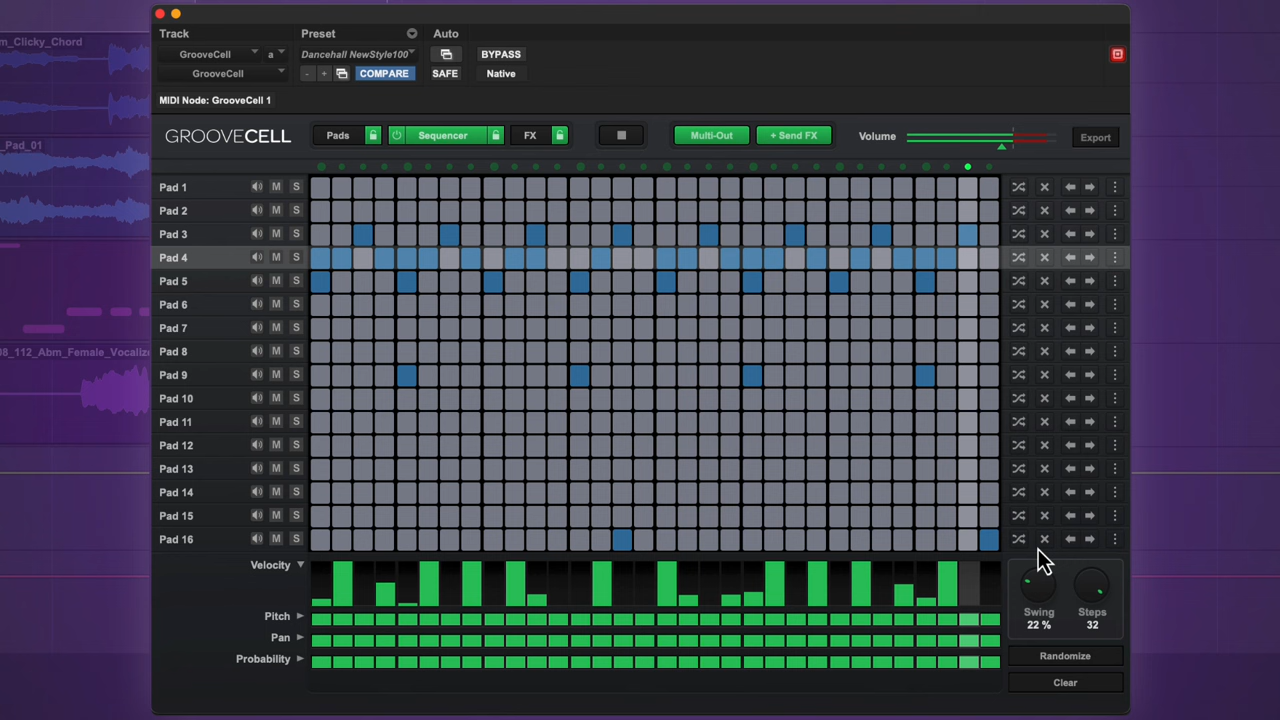 Track Preset Auto
GrooveCell a Dancehall NewStyle100 BYPASS
GrooveCell - + COMPARE SAFE Native
MIDI Node: GrooveCell 1
GROOVECELL Pads Sequencer FX Multi-Out + Send FX Volume Export
m_Clicky_Chord
_Pad_01
38_112_Abm_Female_Vocaliz
Pad 1 M S
Pad 2 M S
Pad 3 M S
Pad 4 M S
Pad 5 M S
Pad 6 M S
Pad 7 M S
Pad 8 M S
Pad 9 M S
Pad 10 M S
Pad 11 M S
Pad 12 M S
Pad 13 M S
Pad 14 M S
Pad 15 M S
Pad 16 M S
Velocity
Pitch
Pan
Probability
Swing Steps
22 % 32
Randomize
Clear